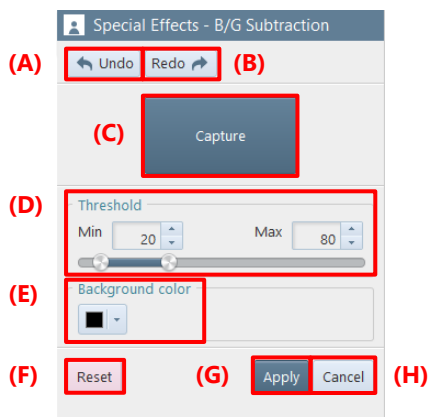 Special Effects - B/G Subtraction
(A) Undo Redo (B)
(C) Capture
(D) Threshold
Min 20 Max 80
(E) Background color
(F) Reset (G) Apply Cancel (H)